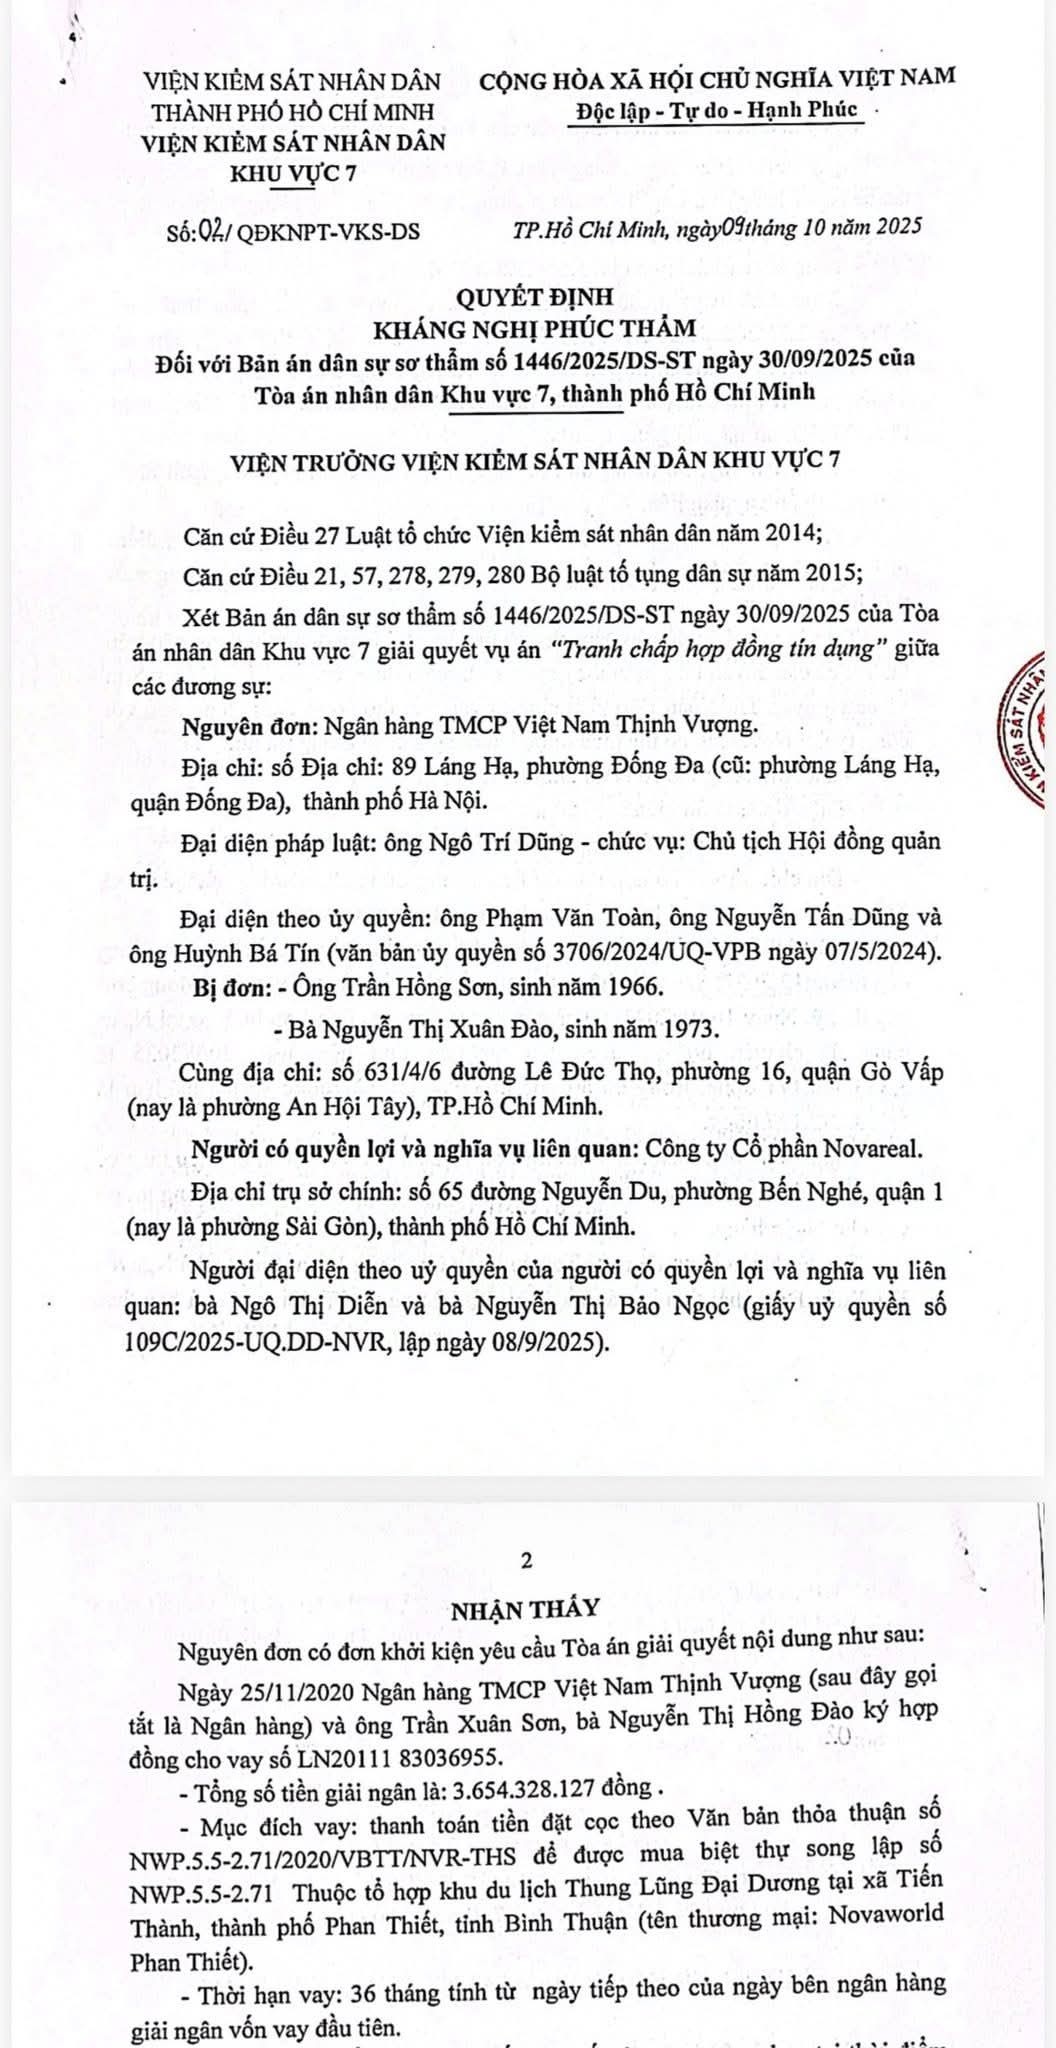 VIỆN KIỂM SÁT NHÂN DÂN
THÀNH PHỐ HỒ CHÍ MINH
VIỆN KIỂM SÁT NHÂN DÂN
KHU VỰC 7
CỘNG HÒA XÃ HỘI CHỦ NGHĨA VIỆT NAM
Độc lập - Tự do - Hạnh Phúc
Số:02/ QĐKNPT-VKS-DS
TP.Hồ Chí Minh, ngày09tháng 10 năm 2025
QUYẾT ĐỊNH
KHÁNG NGHỊ PHÚC THẨM
Đối với Bản án dân sự sơ thẩm số 1446/2025/DS-ST ngày 30/09/2025 của
Tòa án nhân dân Khu vực 7, thành phố Hồ Chí Minh
VIỆN TRƯỞNG VIỆN KIỂM SÁT NHÂN DÂN KHU VỰC 7
Căn cứ Điều 27 Luật tổ chức Viện kiểm sát nhân dân năm 2014;
Căn cứ Điều 21, 57, 278, 279, 280 Bộ luật tố tụng dân sự năm 2015;
Xét Bản án dân sự sơ thẩm số 1446/2025/DS-ST ngày 30/09/2025 của Tòa
án nhân dân Khu vực 7 giải quyết vụ án “Tranh chấp hợp đồng tín dụng” giữa
các đương sự:
Nguyên đơn: Ngân hàng TMCP Việt Nam Thịnh Vượng.
Địa chỉ: số Địa chỉ: 89 Láng Hạ, phường Đống Đa (cũ: phường Láng Hạ,
quận Đống Đa), thành phố Hà Nội.
Đại diện pháp luật: ông Ngô Trí Dũng - chức vụ: Chủ tịch Hội đồng quản
trị.
Đại diện theo ủy quyền: ông Phạm Văn Toàn, ông Nguyễn Tấn Dũng và
ông Huỳnh Bá Tín (văn bản ủy quyền số 3706/2024/UQ-VPB ngày 07/5/2024).
Bị đơn: - Ông Trần Hồng Sơn, sinh năm 1966.
- Bà Nguyễn Thị Xuân Đào, sinh năm 1973.
Cùng địa chỉ: số 631/4/6 đường Lê Đức Thọ, phường 16, quận Gò Vấp
(nay là phường An Hội Tây), TP.Hồ Chí Minh.
Người có quyền lợi và nghĩa vụ liên quan: Công ty Cổ phần Novareal.
Địa chỉ trụ sở chính: số 65 đường Nguyễn Du, phường Bến Nghé, quận 1
(nay là phường Sài Gòn), thành phố Hồ Chí Minh.
Người đại diện theo uỷ quyền của người có quyền lợi và nghĩa vụ liên
quan: bà Ngô Thị Diễn và bà Nguyễn Thị Bảo Ngọc (giấy uỷ quyền số
109C/2025-UQ.DD-NVR, lập ngày 08/9/2025).
KIỂM SÁT NHÂN
2
NHẬN THẤY
Nguyên đơn có đơn khởi kiện yêu cầu Tòa án giải quyết nội dung như sau:
Ngày 25/11/2020 Ngân hàng TMCP Việt Nam Thịnh Vượng (sau đây gọi
tắt là Ngân hàng) và ông Trần Xuân Sơn, bà Nguyễn Thị Hồng Đào ký hợp
đồng cho vay số LN20111 83036955.
- Tổng số tiền giải ngân là: 3.654.328.127 đồng .
- Mục đích vay: thanh toán tiền đặt cọc theo Văn bản thỏa thuận số
NWP.5.5-2.71/2020/VBTT/NVR-THS để được mua biệt thự song lập số
NWP.5.5-2.71 Thuộc tổ hợp khu du lịch Thung Lũng Đại Dương tại xã Tiến
Thành, thành phố Phan Thiết, tỉnh Bình Thuận (tên thương mại: Novaworld
Phan Thiết).
- Thời hạn vay: 36 tháng tính từ ngày tiếp theo của ngày bên ngân hàng
giải ngân vốn vay đầu tiên.